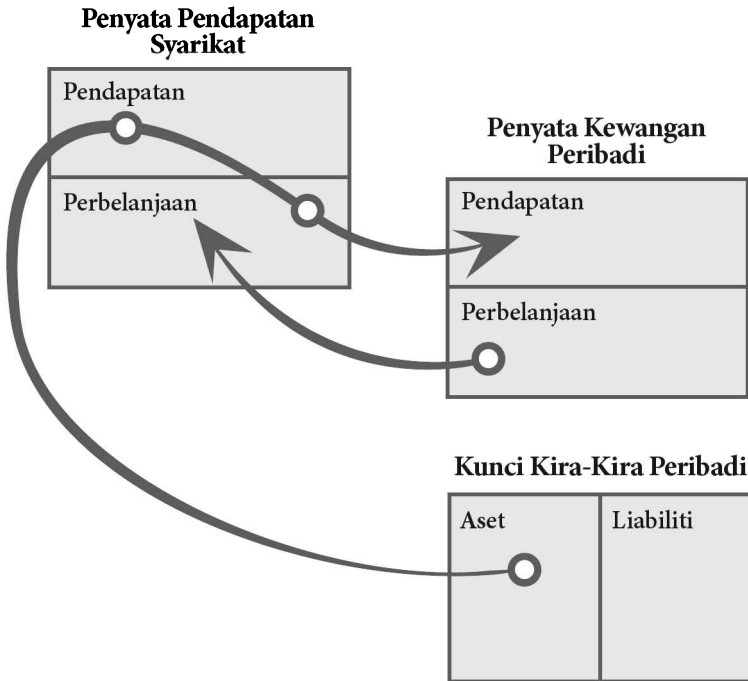 Penyata Pendapatan
Syarikat
Pendapatan
Perbelanjaan
Penyata Kewangan
Peribadi
Pendapatan
Perbelanjaan
Kunci Kira-Kira Peribadi
Aset
Liabiliti